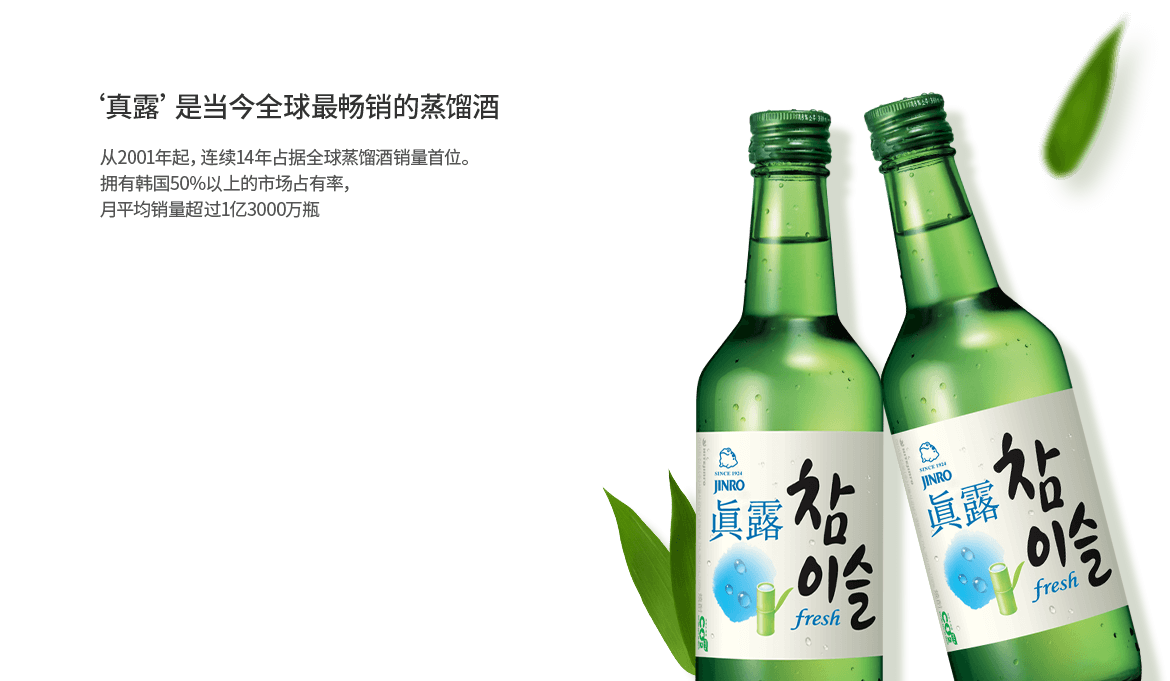 ‘真露’ 是当今全球最畅销的蒸馏酒
从2001年起, 连续14年占据全球蒸馏酒销量首位。
拥有韩国50%以上的市场占有率,
月平均销量超过1亿3000万瓶
SINCE 1924
JINRO
眞露
참
이슬
fresh
SINCE 1924
JINRO
眞露
참
이슬
fresh